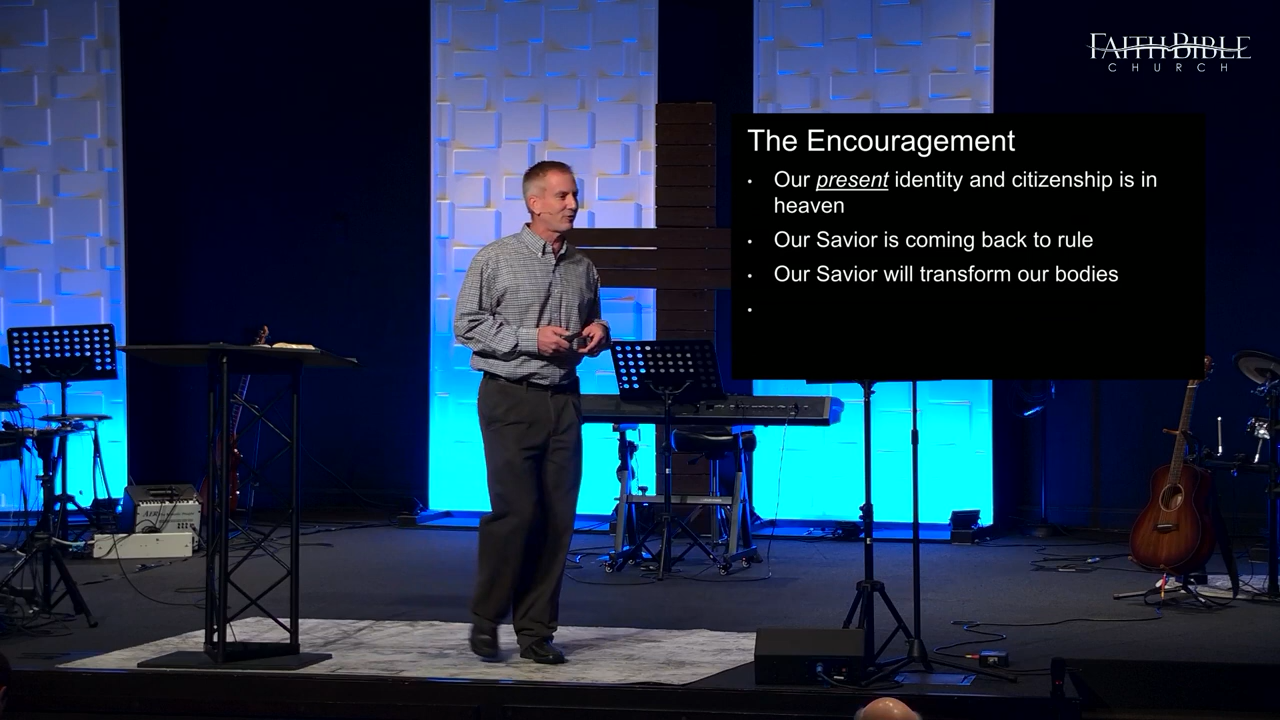 FAITH BIBLE
CHURCH
The Encouragement
• Our present identity and citizenship is in
heaven
• Our Savior is coming back to rule
• Our Savior will transform our bodies
•